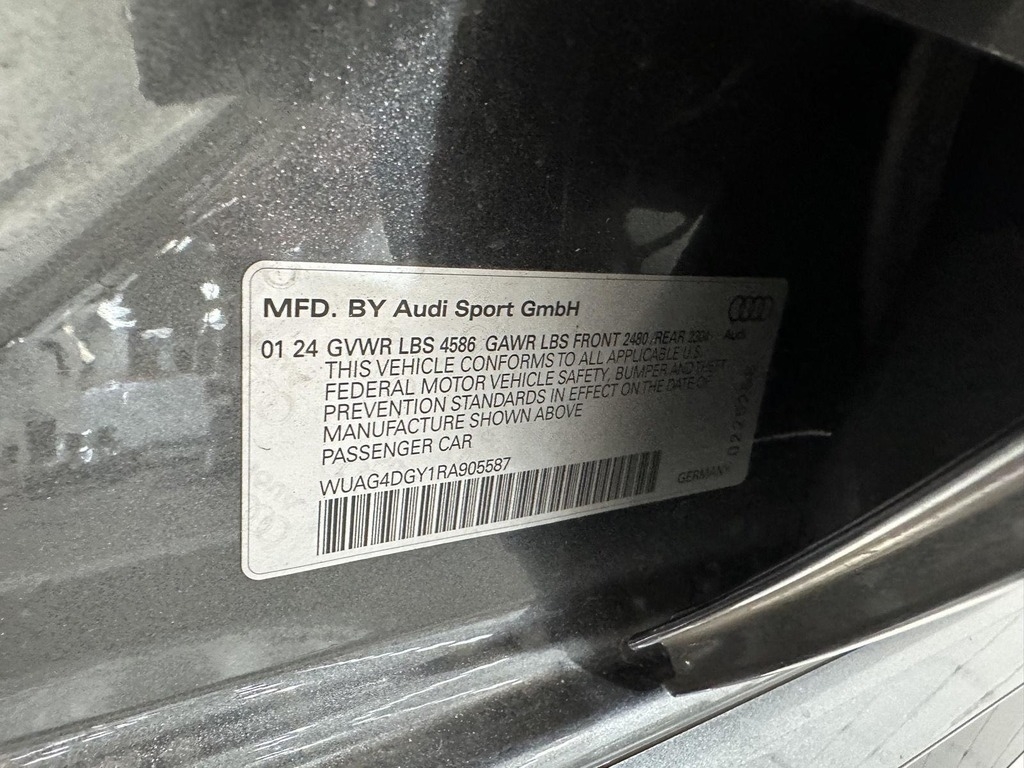 MFD. BY Audi Sport GmbH
Audi
01 24 GVWR LBS 4586 GAWR LBS FRONT 2480 /REAR
THIS VEHICLE CONFORMS TO ALL APPLICABLE U.S.
FEDERAL MOTOR VEHICLE SAFETY, BUMPER AND THEFT
PREVENTION STANDARDS IN EFFECT ON THE DATE OF
MANUFACTURE SHOWN ABOVE
PASSENGER CAR
WUAG4DGY1RA905587
GERMANY